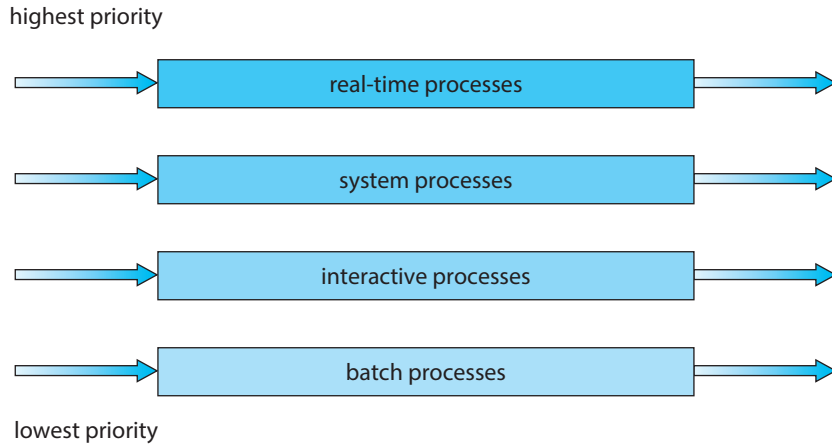 highest priority
real-time processes
system processes
interactive processes
batch processes
lowest priority